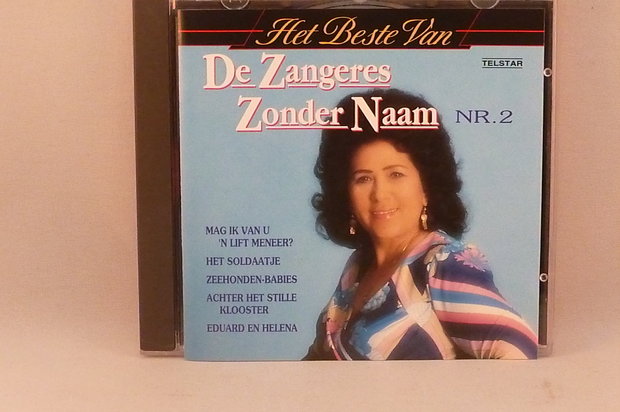 Het Beste Van
De Zangeres
TELSTAR
Zonder Naam NR.2
MAG IK VAN U
'N LIFT MENEER?
HET SOLDAATJE
ZEEHONDEN-BABIES
ACHTER HET STILLE
KLOOSTER
EDUARD EN HELENA